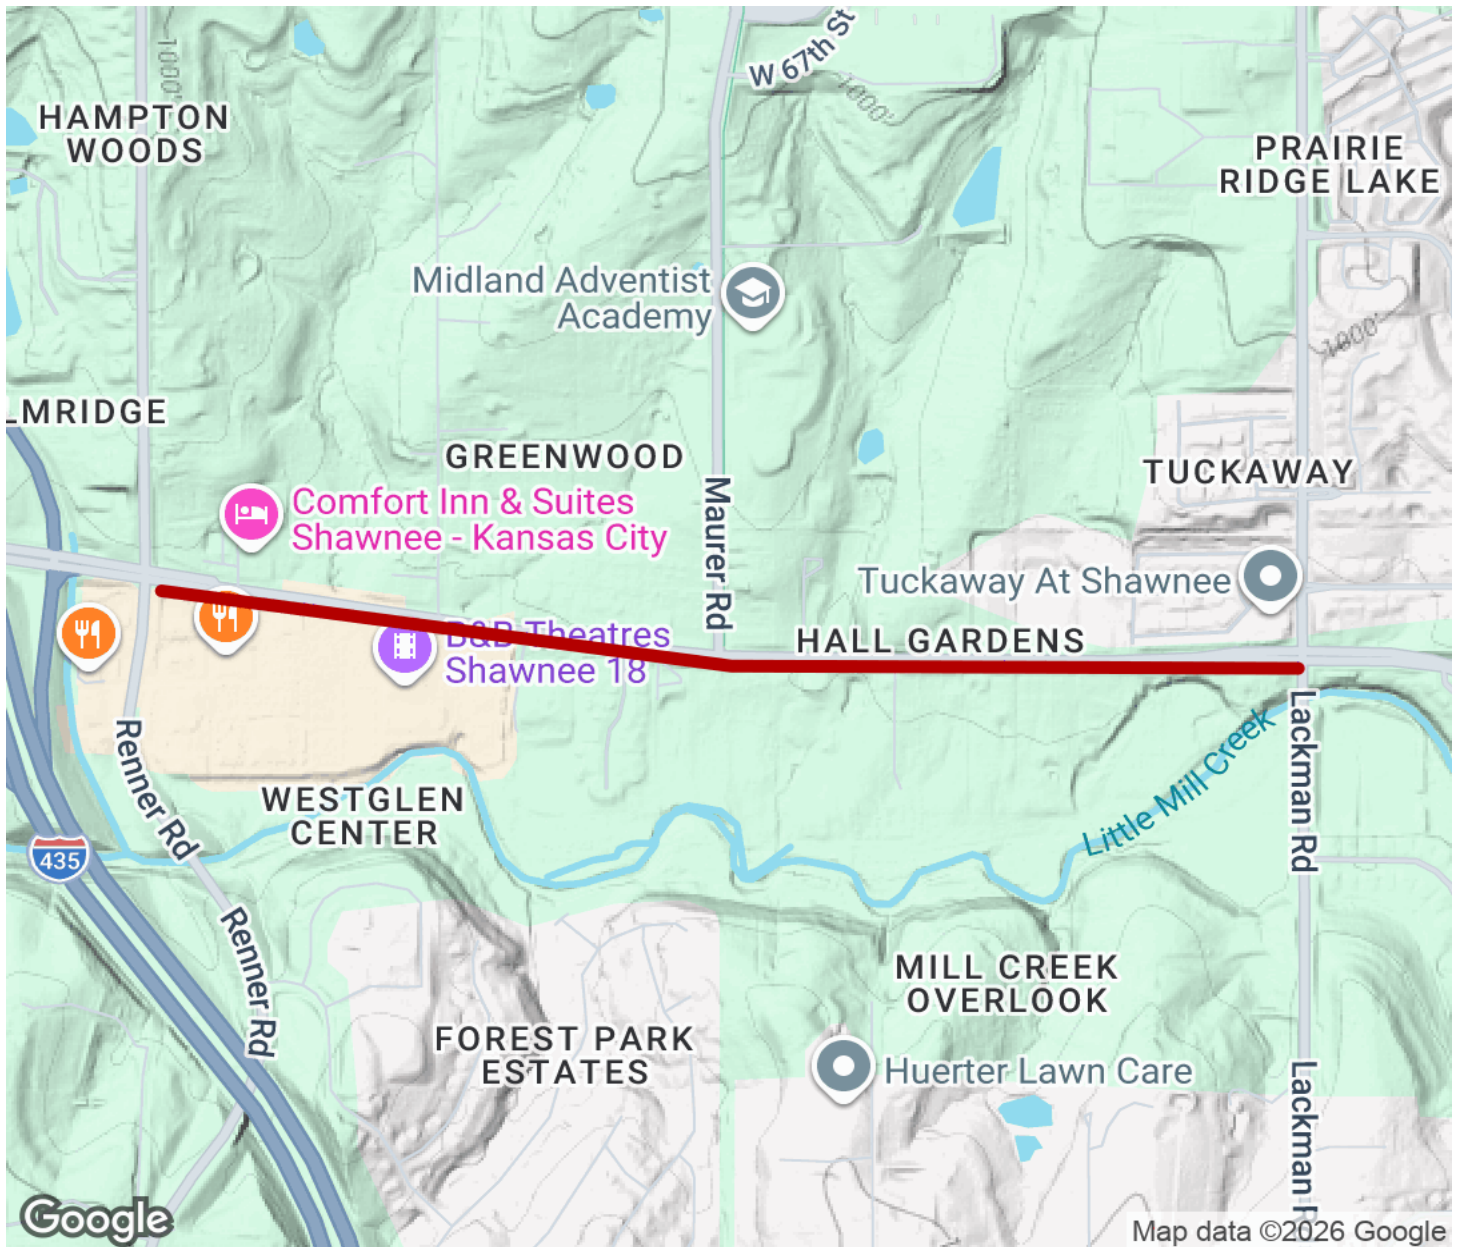 W 67th St
1000'
1000'
HAMPTON
WOODS
PRAIRIE
RIDGE LAKE
Midland Adventist
Academy
1000'
LMRIDGE
GREENWOOD
TUCKAWAY
Comfort Inn & Suites
Shawnee - Kansas City
Maurer Rd
Tuckaway At Shawnee
B&B Theatres
Shawnee 18
HALL GARDENS
Renner Rd
Lackman Rd
Little Mill Creek
WESTGLEN
CENTER
435
Renner Rd
MILL CREEK
OVERLOOK
FOREST PARK
ESTATES
Huerter Lawn Care
Lackman R
Google
Map data ©2026 Google